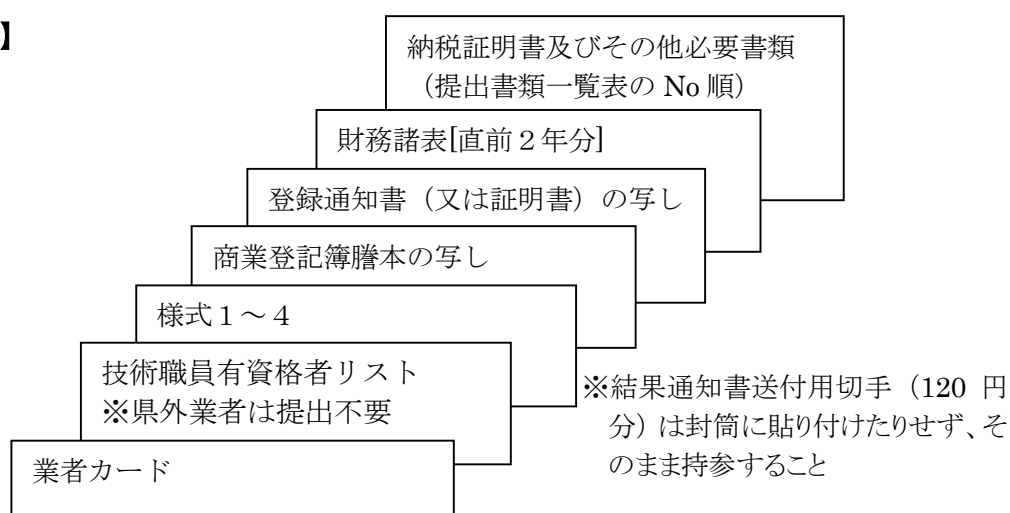 】
納税証明書及びその他必要書類
（提出書類一覧表の No 順）
財務諸表[直前２年分]
登録通知書（又は証明書）の写し
商業登記簿謄本の写し
様式１～４
技術職員有資格者リスト
※県外業者は提出不要
業者カード
※結果通知書送付用切手（120 円
分）は封筒に貼り付けたりせず、そ
のまま持参すること